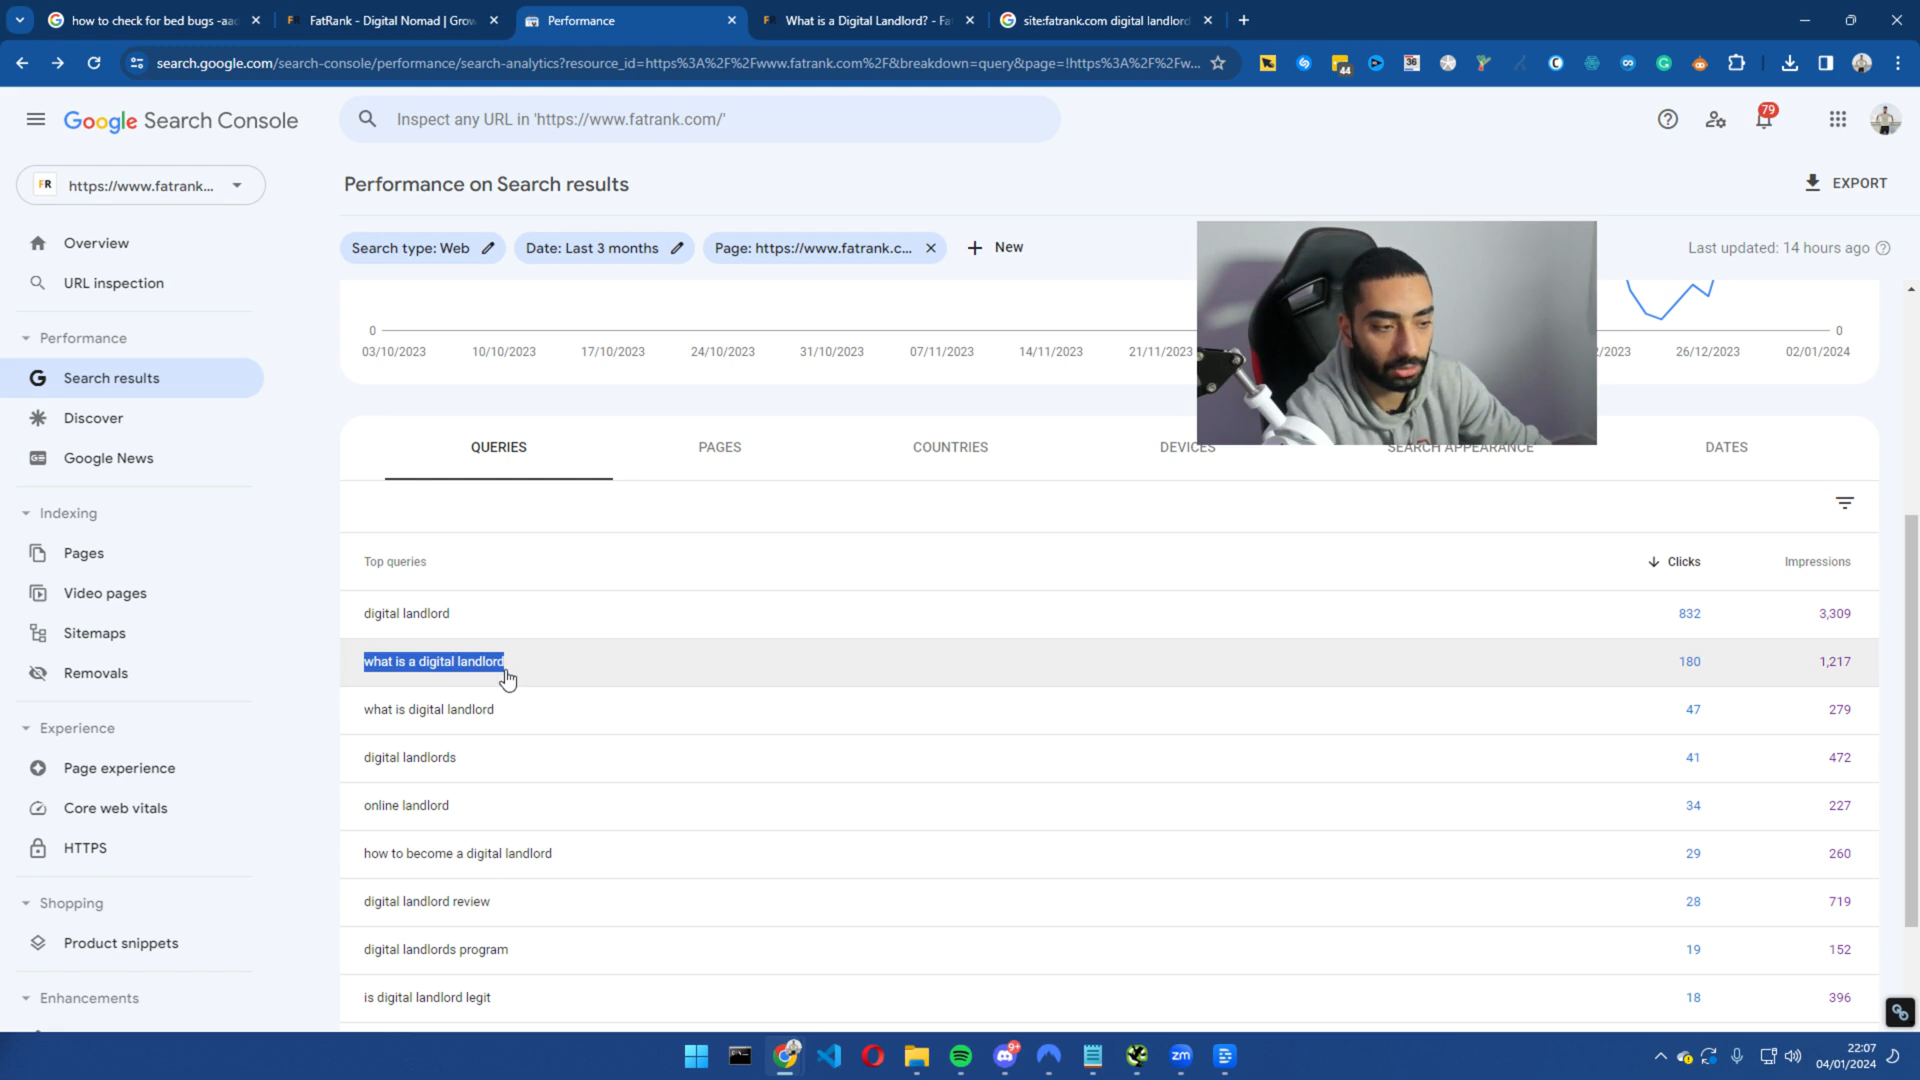 how to check for bed bugs -aad
FatRank - Digital Nomad | Grow
Performance
What is a Digital Landlord? - Fa
site:fatrank.com digital landlord
search.google.com/search-console/performance/search-analytics?resource_id=https%3A%2F%2Fwww.fatrank.com%2F&breakdown=query&page=!https%3A%2F%2Fw...
44
36
Google Search Console
Inspect any URL in 'https://www.fatrank.com/'
79
FR https://www.fatrank...
Performance on Search results
EXPORT
Search type: Web
Date: Last 3 months
Page: https://www.fatrank.c...
New
Last updated: 14 hours ago
Overview
URL inspection
Performance
Search results
Discover
Google News
Indexing
Pages
Video pages
Sitemaps
Removals
Experience
Page experience
Core web vitals
HTTPS
Shopping
Product snippets
Enhancements
0
0
03/10/2023 10/10/2023 17/10/2023 24/10/2023 31/10/2023 07/11/2023 14/11/2023 21/11/2023 /2023 26/12/2023 02/01/2024
QUERIES PAGES COUNTRIES DEVICES SEARCH APPEARANCE DATES
Top queries Clicks Impressions
digital landlord 832 3,309
what is a digital landlord 180 1,217
what is digital landlord 47 279
digital landlords 41 472
online landlord 34 227
how to become a digital landlord 29 260
digital landlord review 28 719
digital landlords program 19 152
is digital landlord legit 18 396
9+
zm
22:07
04/01/2024